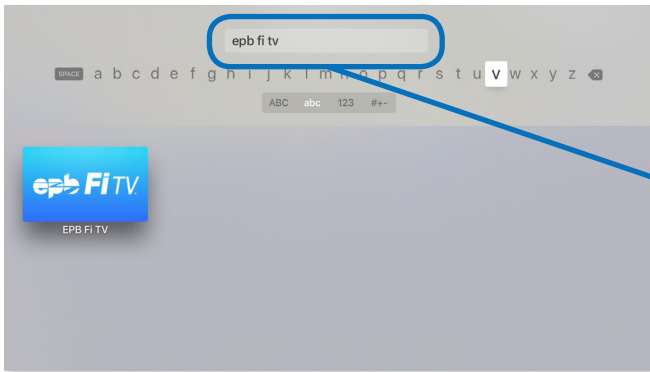 epb fi tv
SPACE a b c d e f g h i j k l m n o p q r s t u v w x y z
ABC abc 123 #+-
epb Fi TV
EPB Fi TV